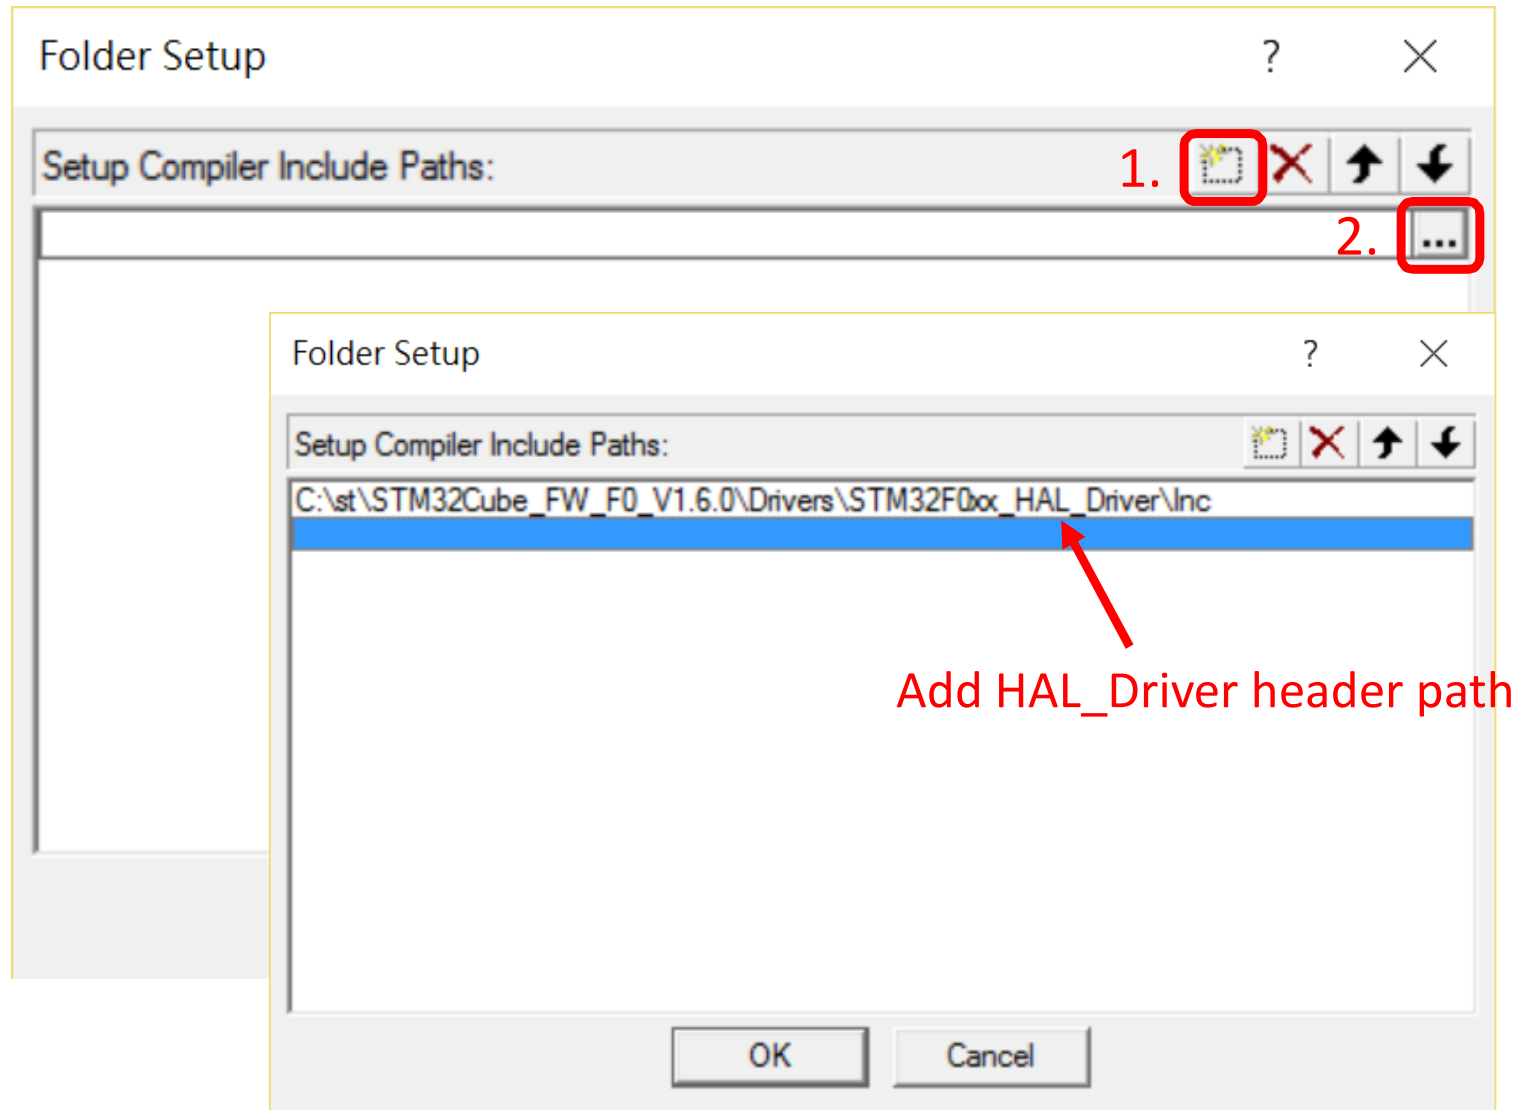 Folder Setup
Setup Compiler Include Paths:
1.
2.
...
Folder Setup
Setup Compiler Include Paths:
C:\st\STM32Cube_FW_F0_V1.6.0\Drivers\STM32F0xx_HAL_Driver\Inc
Add HAL_Driver header path
OK Cancel